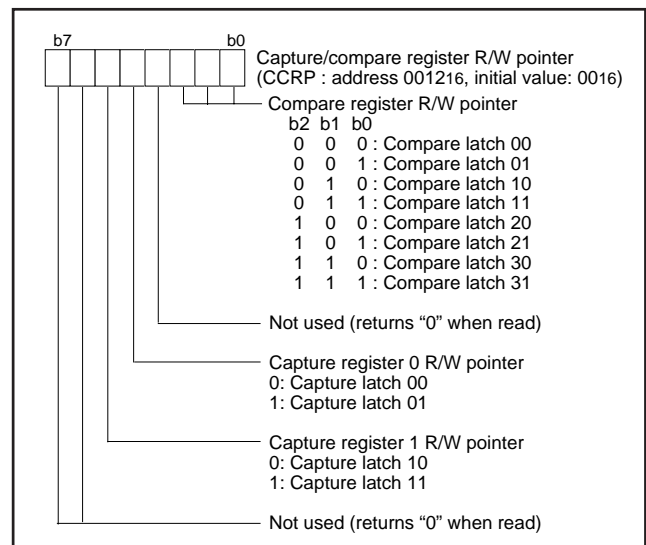 b7 b0
Capture/compare register R/W pointer
(CCRP : address 001216, initial value: 0016)
Compare register R/W pointer
b2 b1 b0
0 0 0 : Compare latch 00
0 0 1 : Compare latch 01
0 1 0 : Compare latch 10
0 1 1 : Compare latch 11
1 0 0 : Compare latch 20
1 0 1 : Compare latch 21
1 1 0 : Compare latch 30
1 1 1 : Compare latch 31
Not used (returns “0” when read)
Capture register 0 R/W pointer
0: Capture latch 00
1: Capture latch 01
Capture register 1 R/W pointer
0: Capture latch 10
1: Capture latch 11
Not used (returns “0” when read)